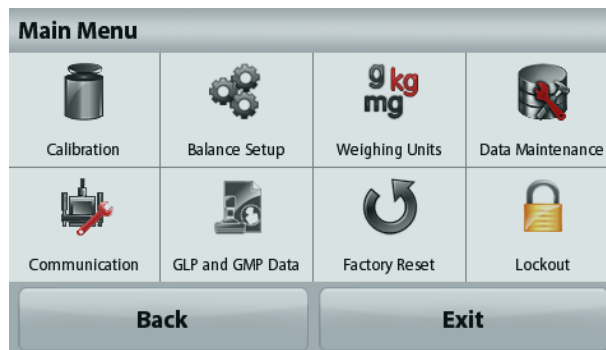 Main Menu
g kg
mg
Calibration
Balance Setup
Weighing Units
Data Maintenance
Communication
GLP and GMP Data
Factory Reset
Lockout
Back
Exit